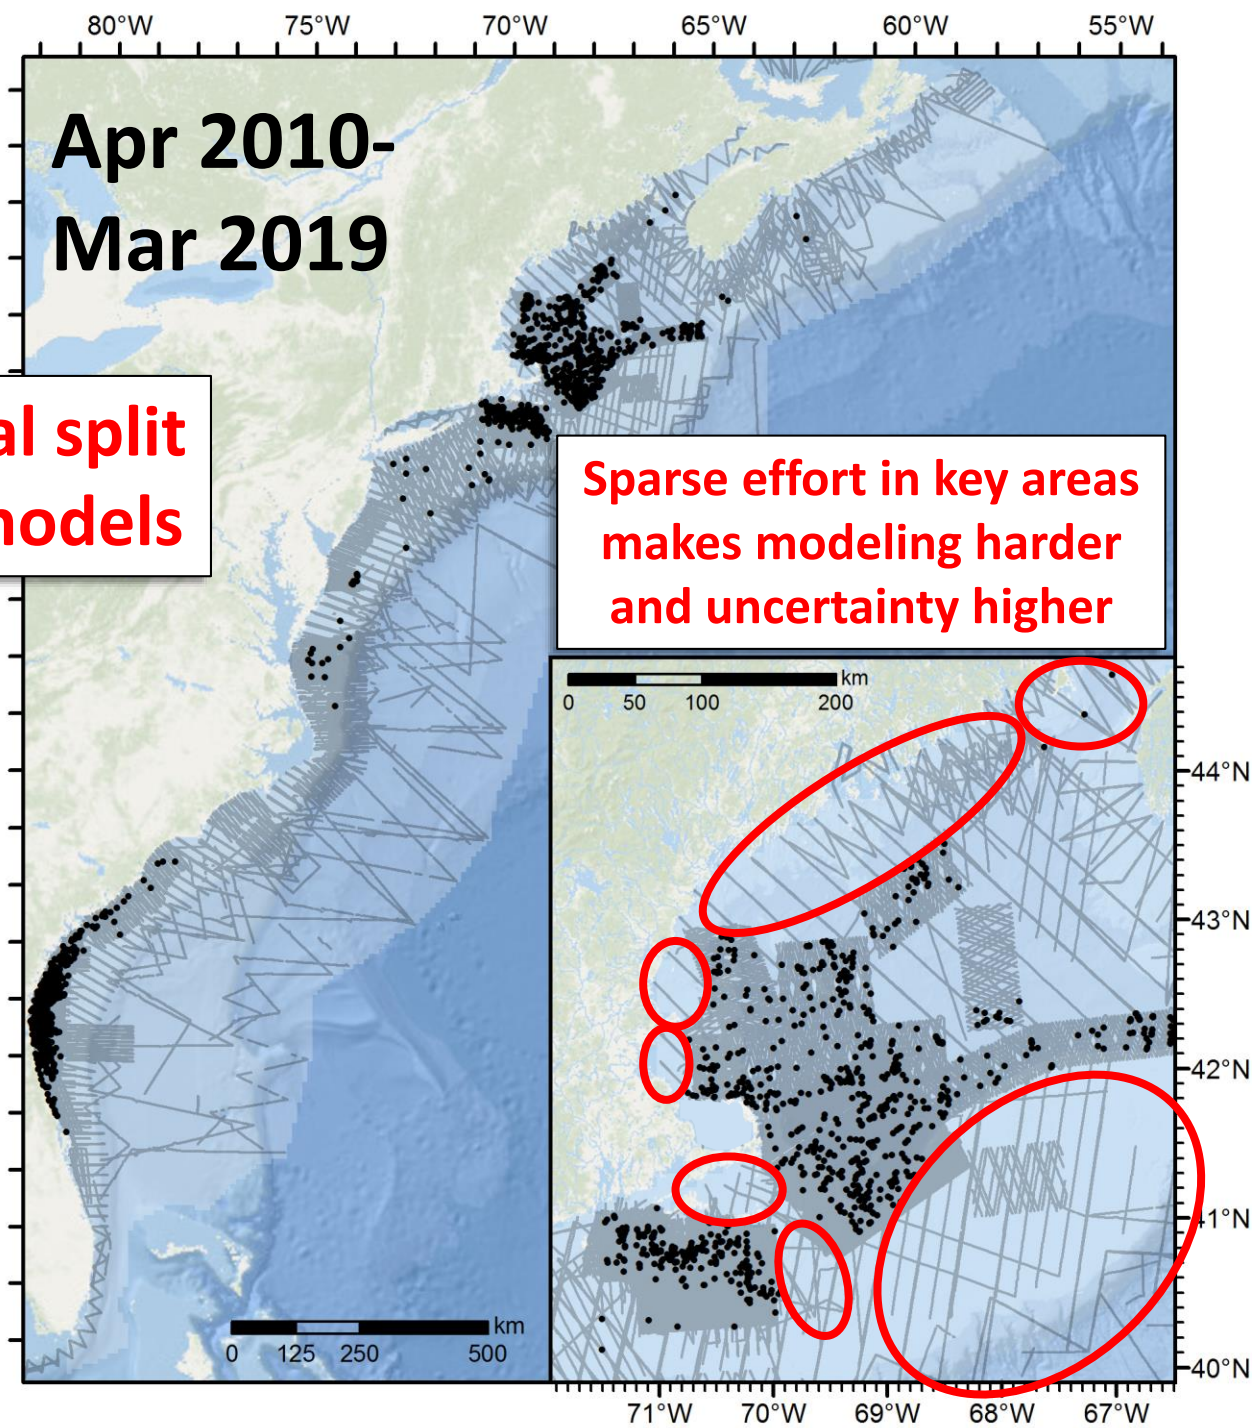 80°W 75°W 70°W 65°W 60°W 55°W
Apr 2010-
Mar 2019
al split
models
Sparse effort in key areas
makes modeling harder
and uncertainty higher
km
0 50 100 200
44°N
43°N
42°N
41°N
40°N
km
0 125 250 500
71°W 70°W 69°W 68°W 67°W